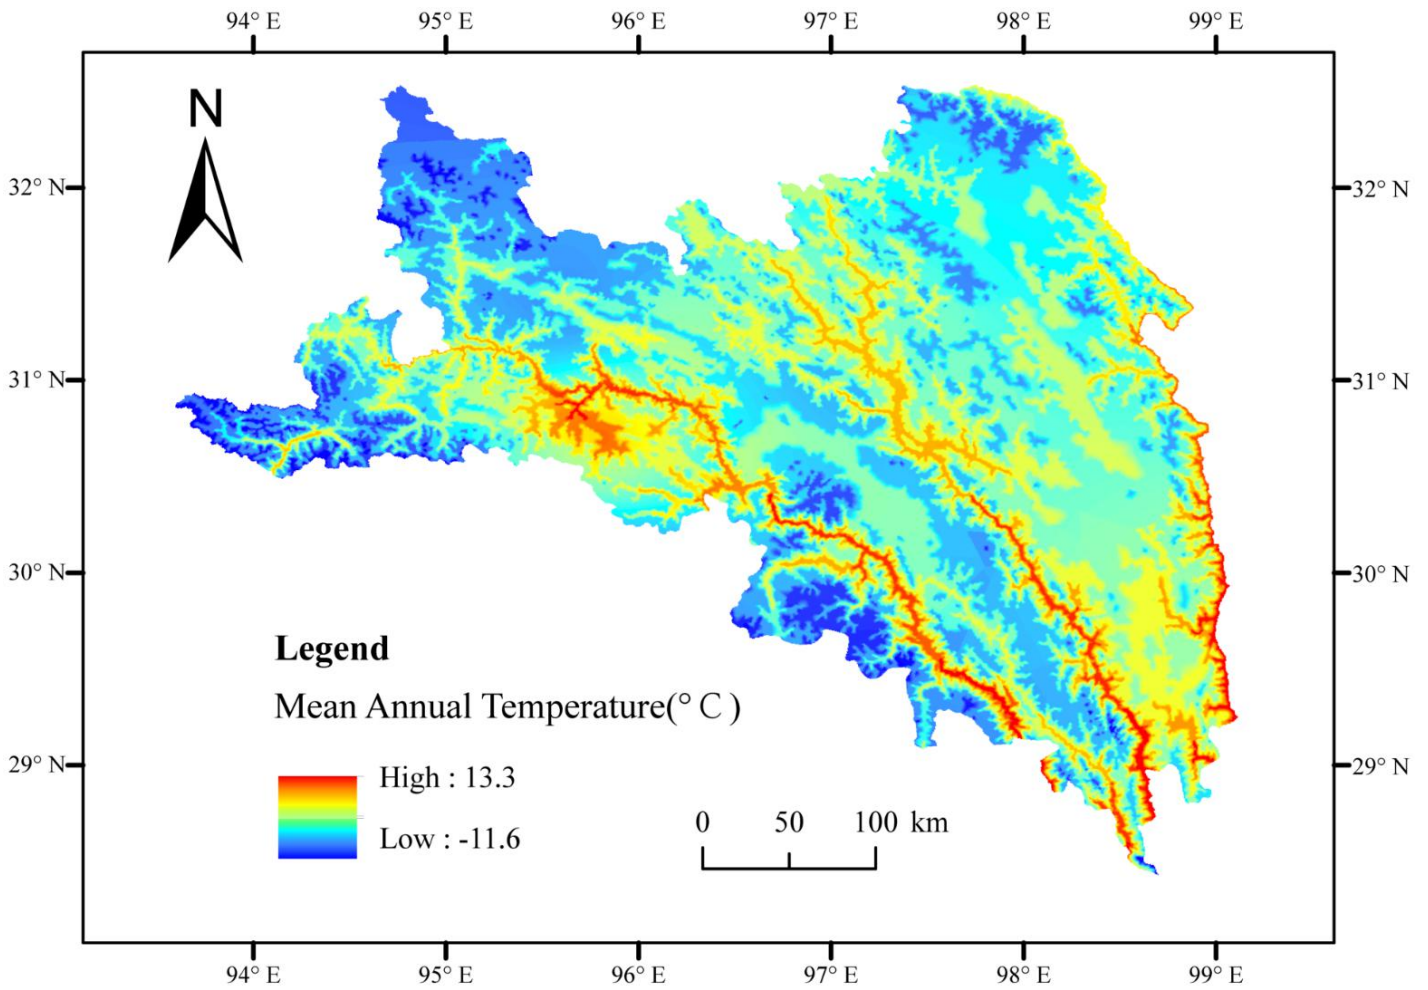 94° E 95° E 96° E 97° E 98° E 99° E
N
32° N 32° N
31° N 31° N
30° N 30° N
Legend
Mean Annual Temperature(°C)
29° N 29° N
High : 13.3
Low : -11.6
0 50 100 km
94° E 95° E 96° E 97° E 98° E 99° E